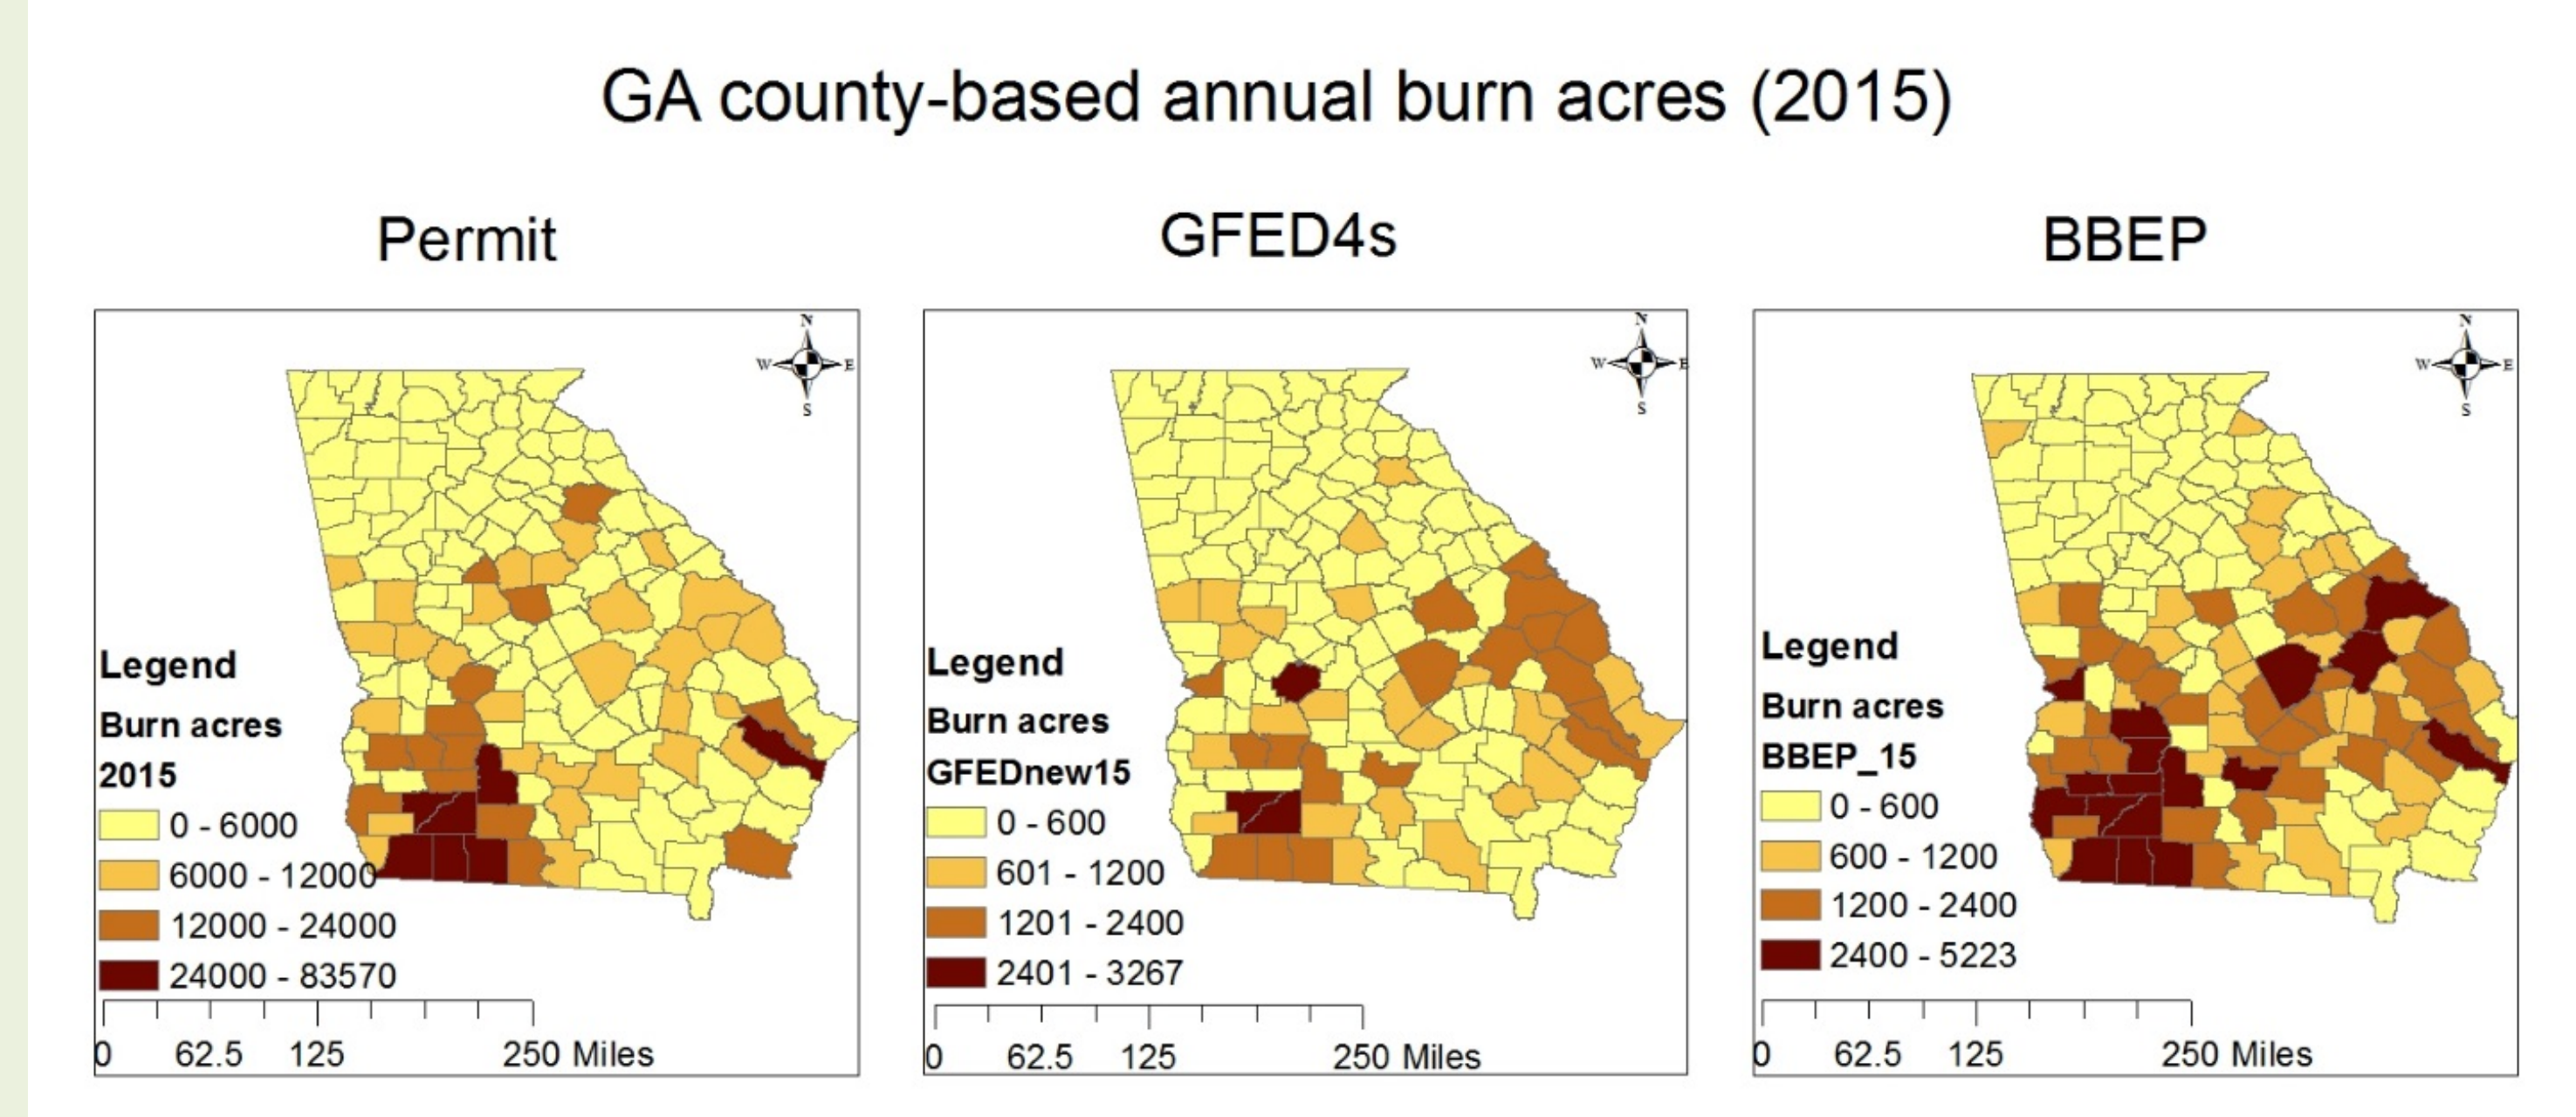 GA county-based annual burn acres (2015)
Permit
N
W E
S
Legend
Burn acres
2015
0 - 6000
6000 - 12000
12000 - 24000
24000 - 83570
0 62.5 125 250 Miles
GFED4s
N
W E
S
Legend
Burn acres
GFEDnew15
0 - 600
601 - 1200
1201 - 2400
2401 - 3267
0 62.5 125 250 Miles
BBEP
N
W E
S
Legend
Burn acres
BBEP_15
0 - 600
600 - 1200
1200 - 2400
2400 - 5223
0 62.5 125 250 Miles